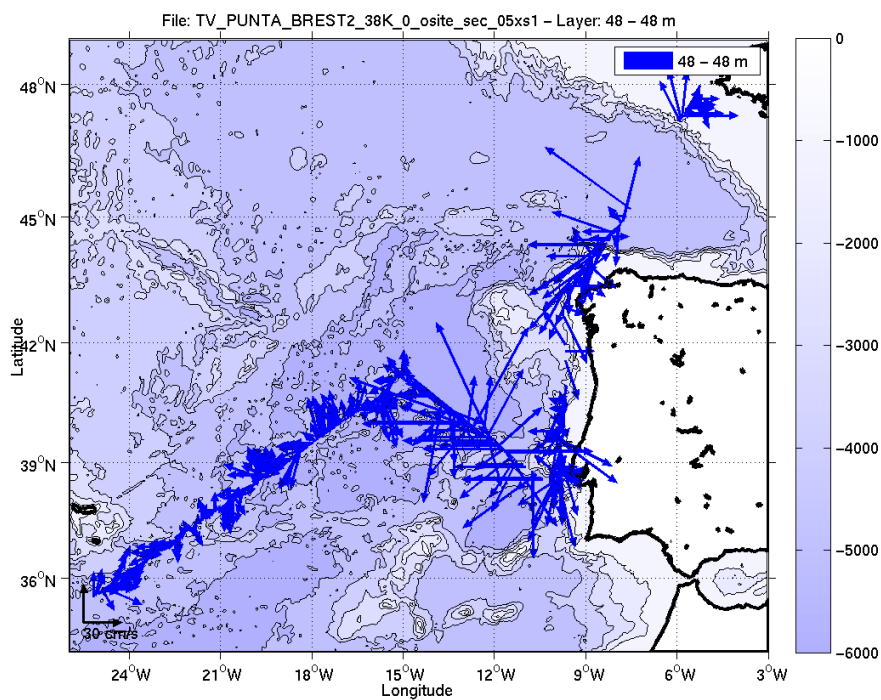 File: TV_PUNTA_BREST2_38K_0_osite_sec_05xs1 – Layer: 48 – 48 m
48 – 48 m
48°N
45°N
42°N
39°N
36°N
Latitude
30 cm/s
24°W
21°W
18°W
15°W
12°W
9°W
6°W
3°W
Longitude
0
−1000
−2000
−3000
−4000
−5000
−6000